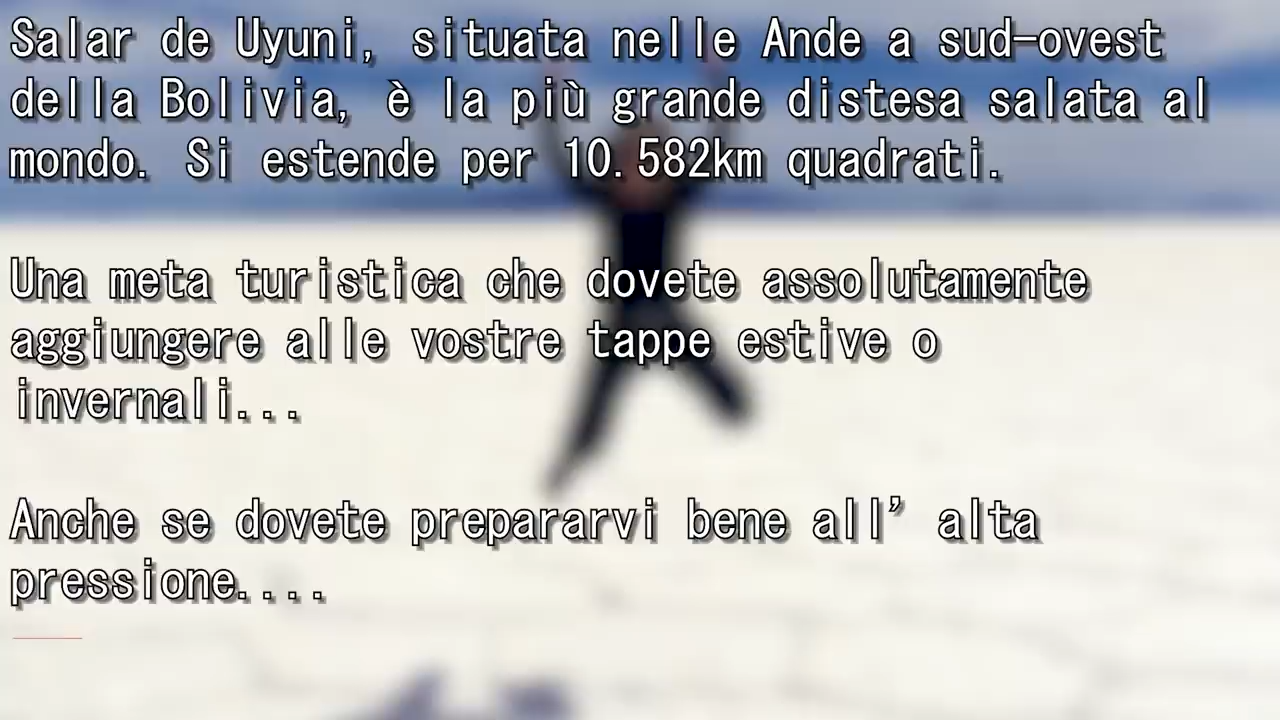 Salar de Uyuni, situata nelle Ande a sud-ovest
della Bolivia, è la più grande distesa salata al
mondo. Si estende per 10.582km quadrati.
Una meta turistica che dovete assolutamente
aggiungere alle vostre tappe estive o
invernali...
Anche se dovete prepararvi bene all’alta
pressione....